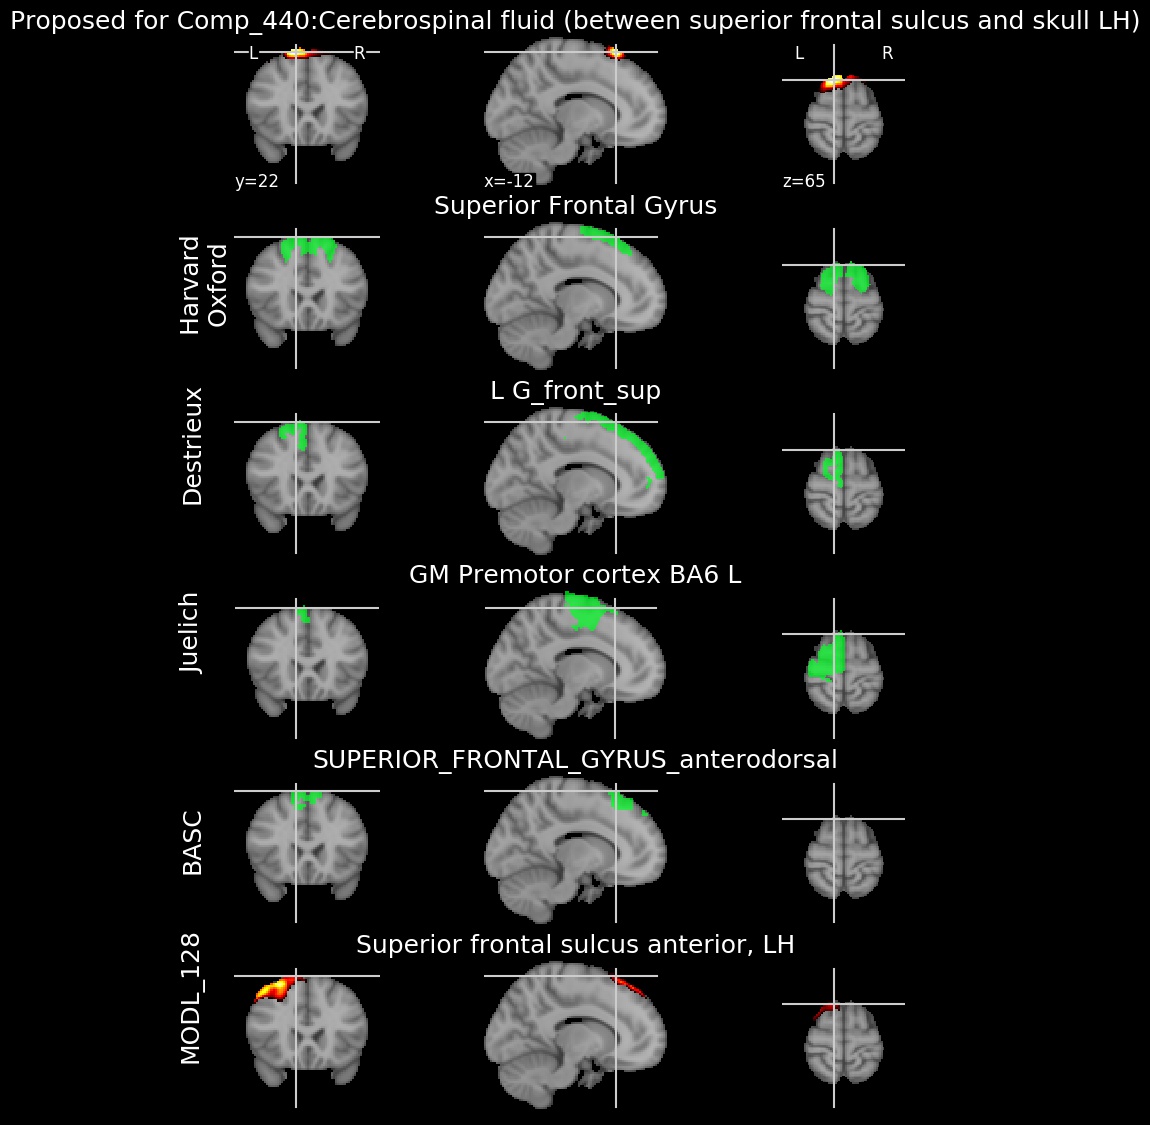 Proposed for Comp_440:Cerebrospinal fluid (between superior frontal sulcus and skull LH)
L R L R
y=22 x=-12 z=65
Superior Frontal Gyrus
Harvard
Oxford
L G_front_sup
Destrieux
GM Premotor cortex BA6 L
Juelich
SUPERIOR_FRONTAL_GYRUS_anterodorsal
BASC
Superior frontal sulcus anterior, LH
MODL_128